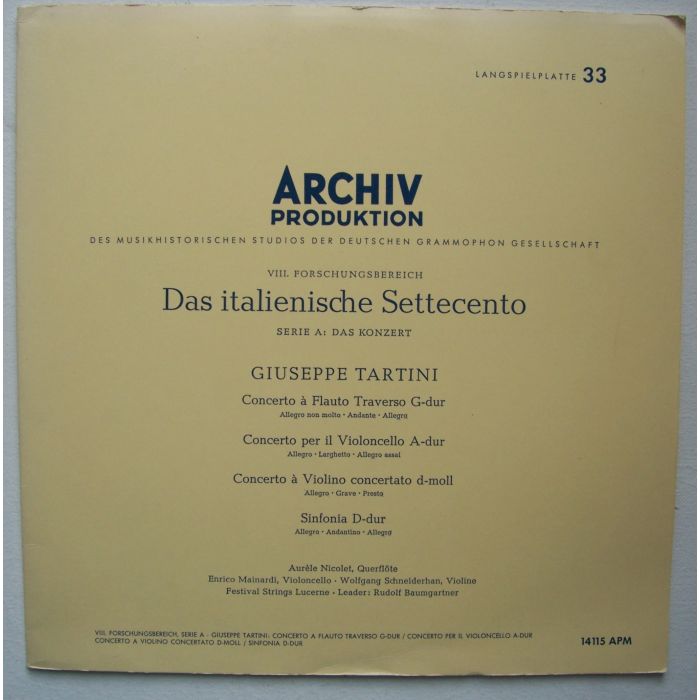 LANGSPIELPLATTE 33
ARCHIV
PRODUKTION
DES MUSIKHISTORISCHEN STUDIOS DER DEUTSCHEN GRAMMOPHON GESELLSCHAFT
VIII. FORSCHUNGSBEREICH
Das italienische Settecento
SERIE A: DAS KONZERT
GIUSEPPE TARTINI
Concerto à Flauto Traverso G-dur
Allegro non molto · Andante · Allegro
Concerto per il Violoncello A-dur
Allegro · Larghetto · Allegro assai
Concerto à Violino concertato d-moll
Allegro · Grave · Presto
Sinfonia D-dur
Allegro · Andantino · Allegro
Aurèle Nicolet, Querflöte
Enrico Mainardi, Violoncello · Wolfgang Schneiderhan, Violine
Festival Strings Lucerne · Leader: Rudolf Baumgartner
VIII. FORSCHUNGSBEREICH, SERIE A · GIUSEPPE TARTINI: CONCERTO A FLAUTO TRAVERSO G-DUR / CONCERTO PER IL VIOLONCELLO A-DUR
CONCERTO A VIOLINO CONCERTATO D-MOLL / SINFONIA D-DUR
14115 APM